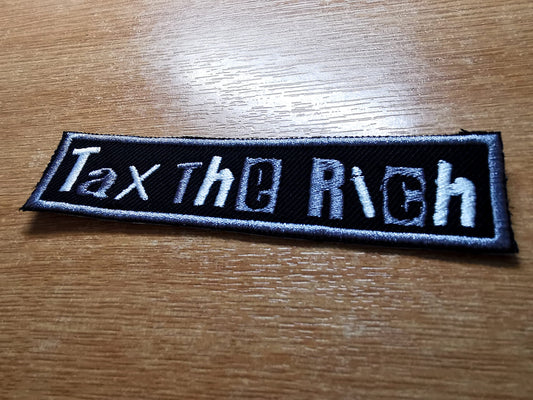 Tax The Rich